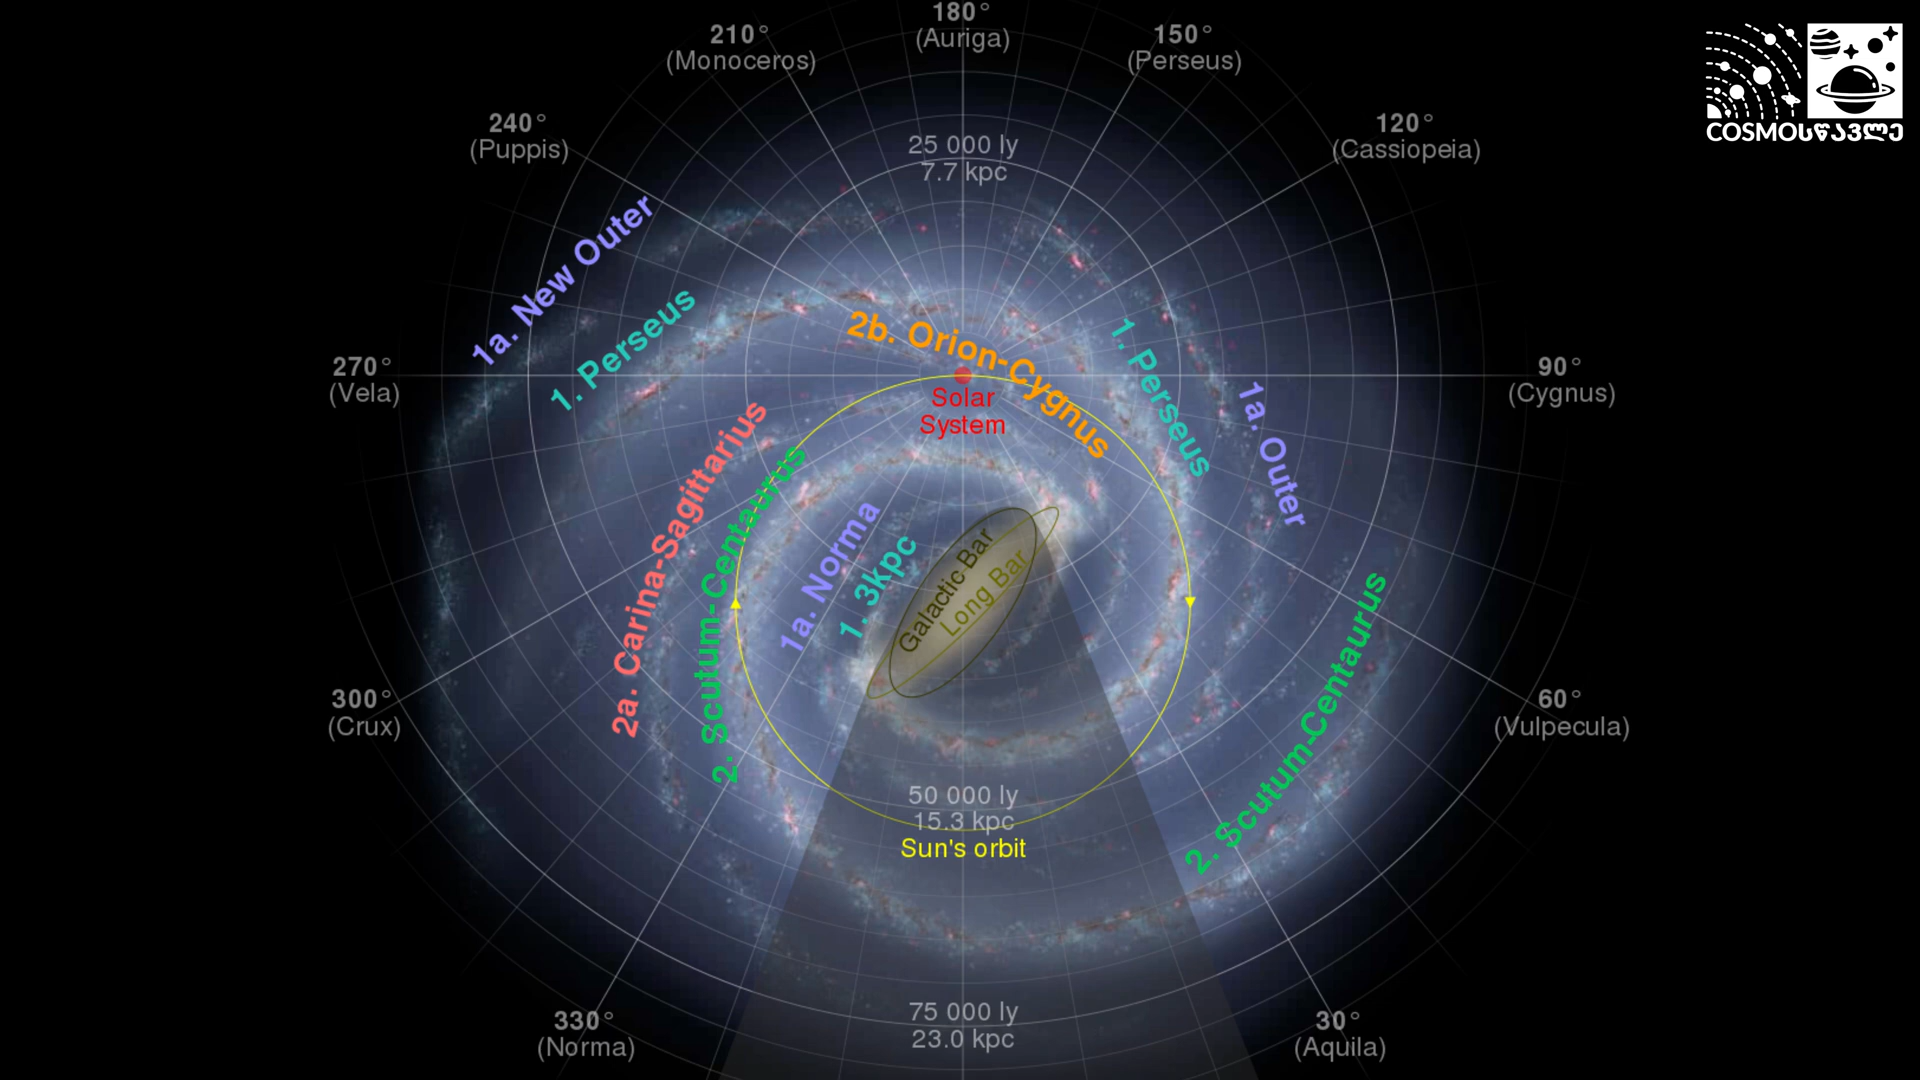 180°
(Auriga)
210°
(Monoceros)
150°
(Perseus)
COSMOსწავლე
240°
(Puppis)
120°
(Cassiopeia)
25 000 ly
7.7 kpc
1a. New Outer
1. Perseus
2b. Orion-Cygnus
1. Perseus
270°
(Vela)
90°
(Cygnus)
Solar
System
1a. Outer
2a. Carina-Sagittarius
2. Scutum-Centaurus
1a. Norma
1. 3kpc
Galactic Bar
Long Bar
2. Scutum-Centaurus
300°
(Crux)
60°
(Vulpecula)
50 000 ly
15.3 kpc
Sun's orbit
75 000 ly
23.0 kpc
330°
(Norma)
30°
(Aquila)